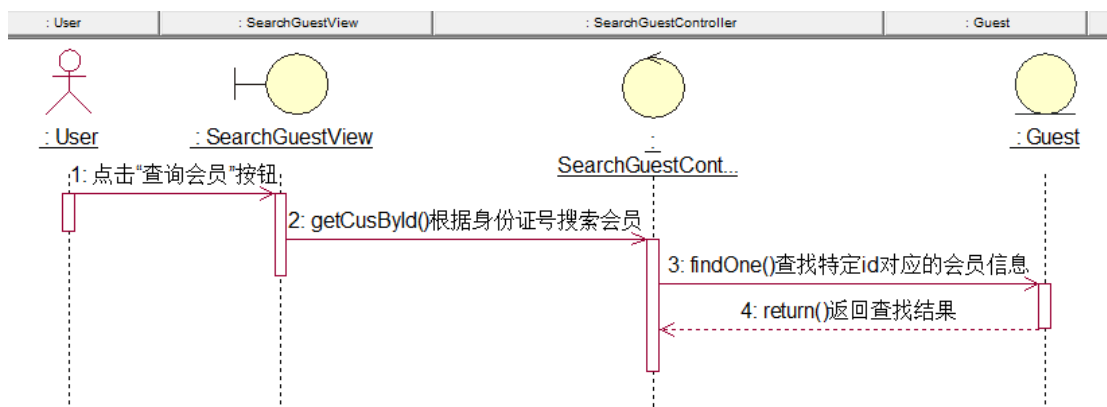 : User
: SearchGuestView
: SearchGuestController
: Guest
: User
: SearchGuestView
:
SearchGuestCont...
: Guest
1: 点击“查询会员”按钮
2: getCusById()根据身份证号搜索会员
3: findOne()查找特定id对应的会员信息
4: return()返回查找结果